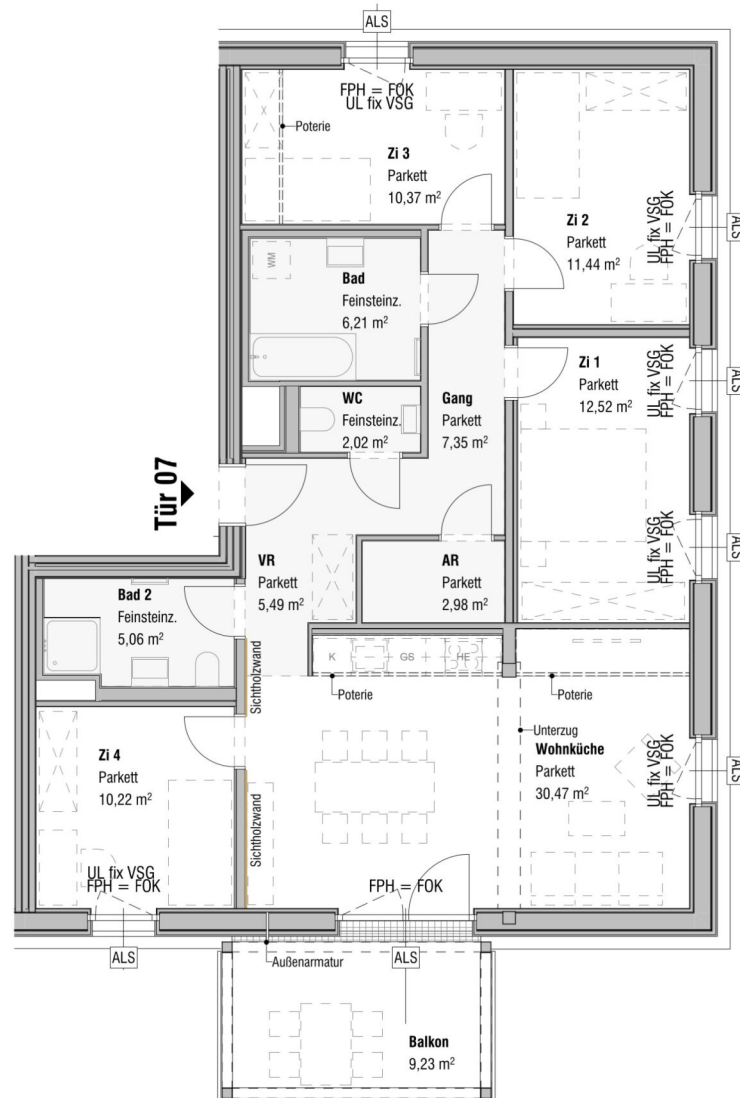 ALS
FPH = FOK
UL fix VSG
Poterie
Zi 3
Parkett
10,37 m²
Zi 2
Parkett
11,44 m²
UL fix VSG
FPH = FOK
ALS
WM
Bad
Feinsteinz.
6,21 m²
Zi 1
Parkett
12,52 m²
UL fix VSG
FPH = FOK
ALS
WC
Feinsteinz.
2,02 m²
Gang
Parkett
7,35 m²
Tür 07
UL fix VSG
FPH = FOK
ALS
VR
Parkett
5,49 m²
AR
Parkett
2,98 m²
Bad 2
Feinsteinz.
5,06 m²
Sichtholzwand
K
GS
HE
Poterie
Poterie
Unterzug
Wohnküche
Parkett
30,47 m²
UL fix VSG
FPH = FOK
ALS
Zi 4
Parkett
10,22 m²
Sichtholzwand
UL fix VSG
FPH = FOK
FPH = FOK
ALS
Außenarmatur
ALS
Balkon
9,23 m²